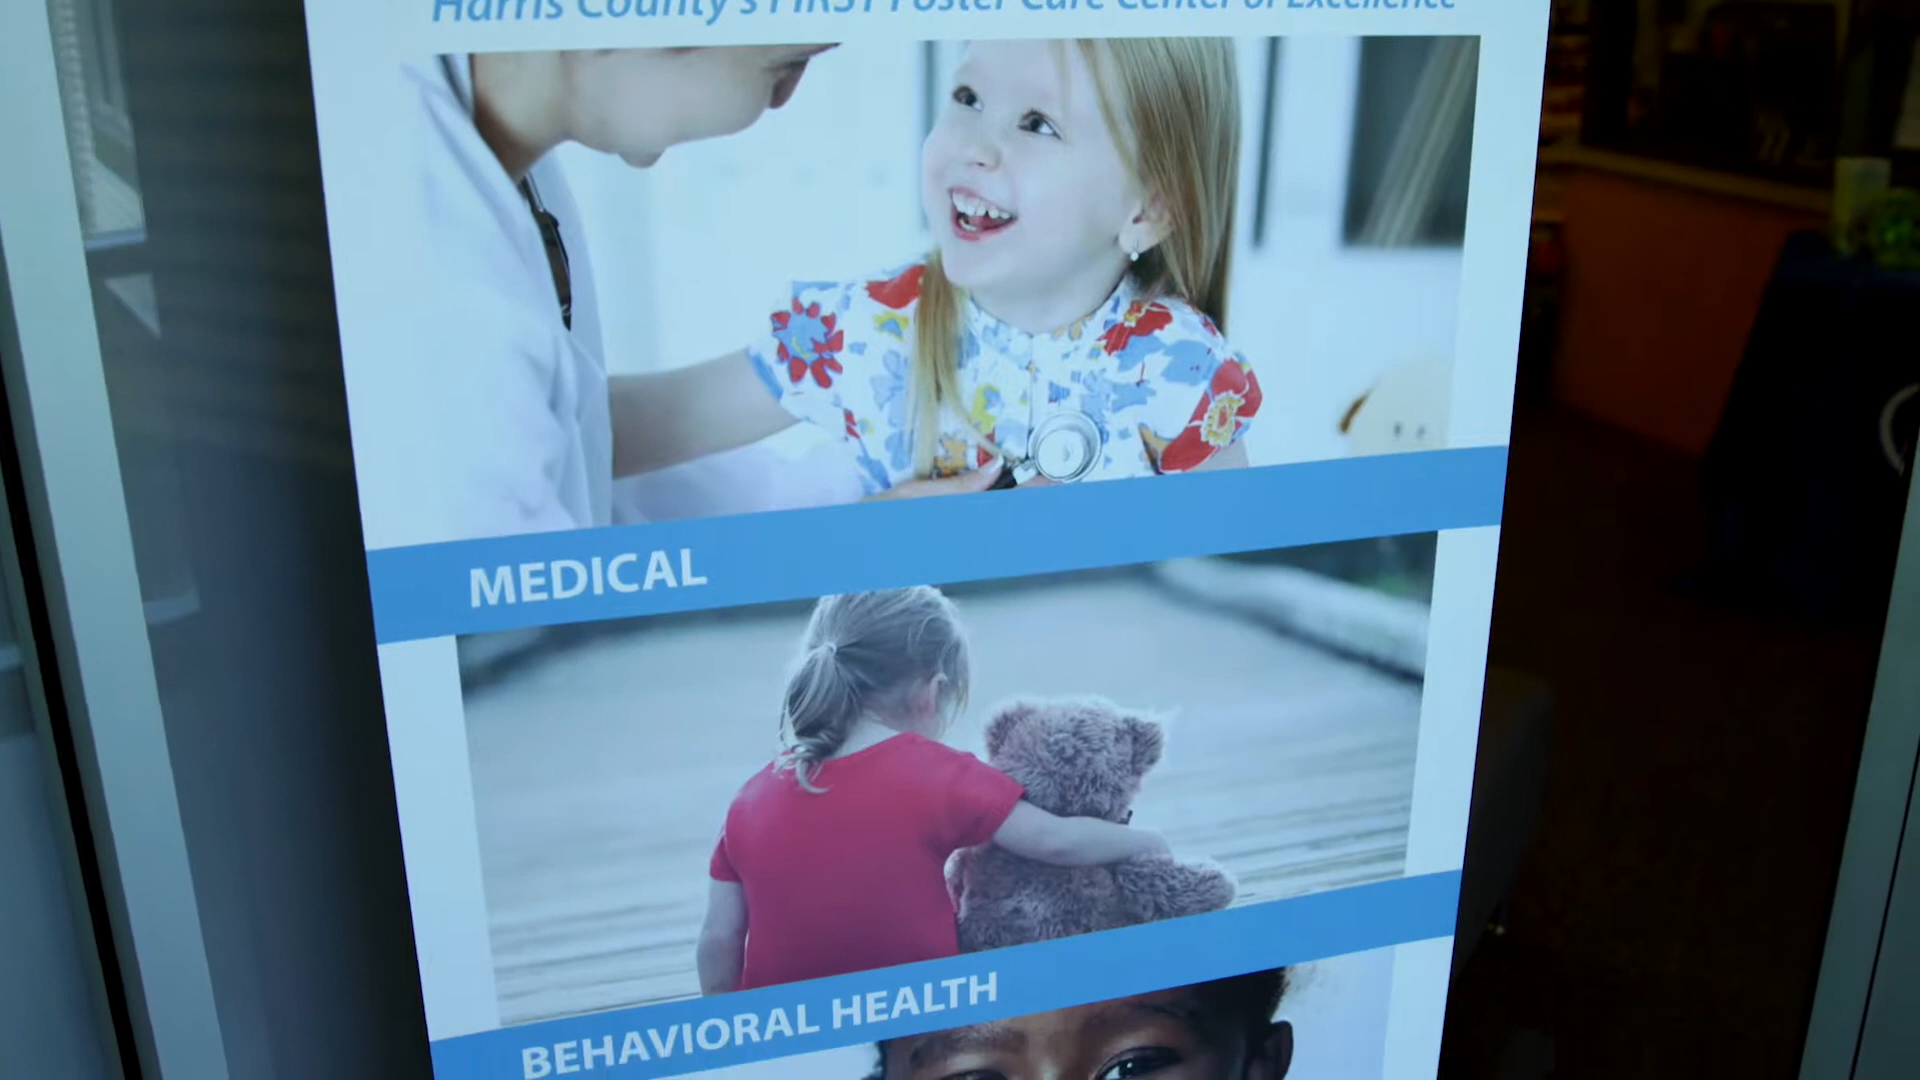 Harris County's FIRST Foster Care Center of Excellence
MEDICAL
BEHAVIORAL HEALTH